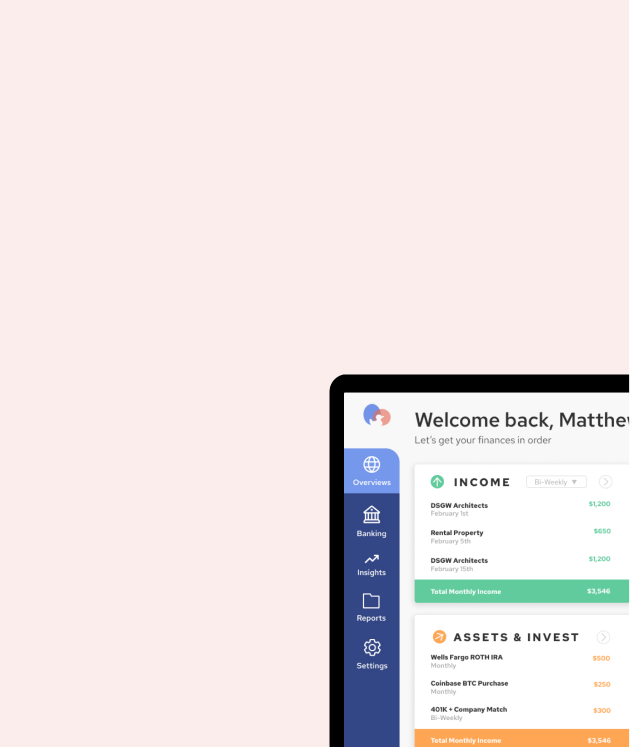 Welcome back, Matthew
Let's get your finances in order
Overviews
Banking
Insights
Reports
Settings
INCOME
Bi-Weekly
DSGW Architects
$1,200
February 1st
Rental Property
$650
February 5th
DSGW Architects
$1,200
February 15th
Total Monthly Income
$3,546
ASSETS & INVEST
Wells Fargo ROTH IRA
$500
Monthly
Coinbase BTC Purchase
$250
Monthly
401K + Company Match
$300
Bi-Weekly
Total Monthly Income
$3,546